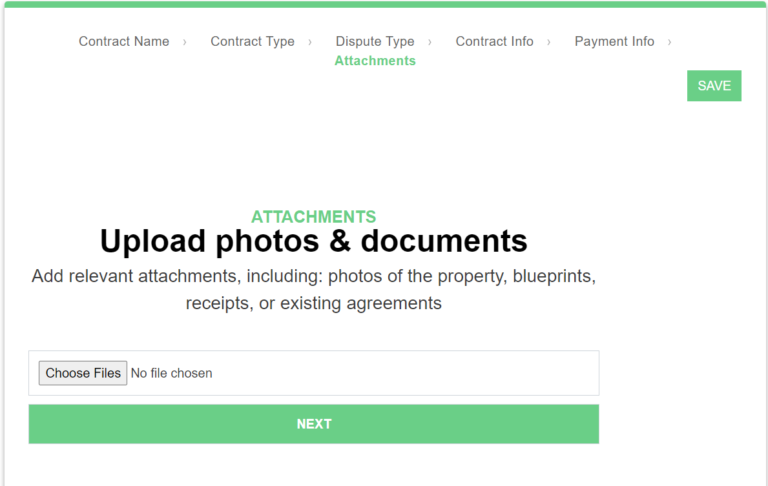 Contract Name › Contract Type › Dispute Type › Contract Info › Payment Info ›
Attachments
SAVE
ATTACHMENTS
Upload photos & documents
Add relevant attachments, including: photos of the property, blueprints,
receipts, or existing agreements
Choose Files No file chosen
NEXT